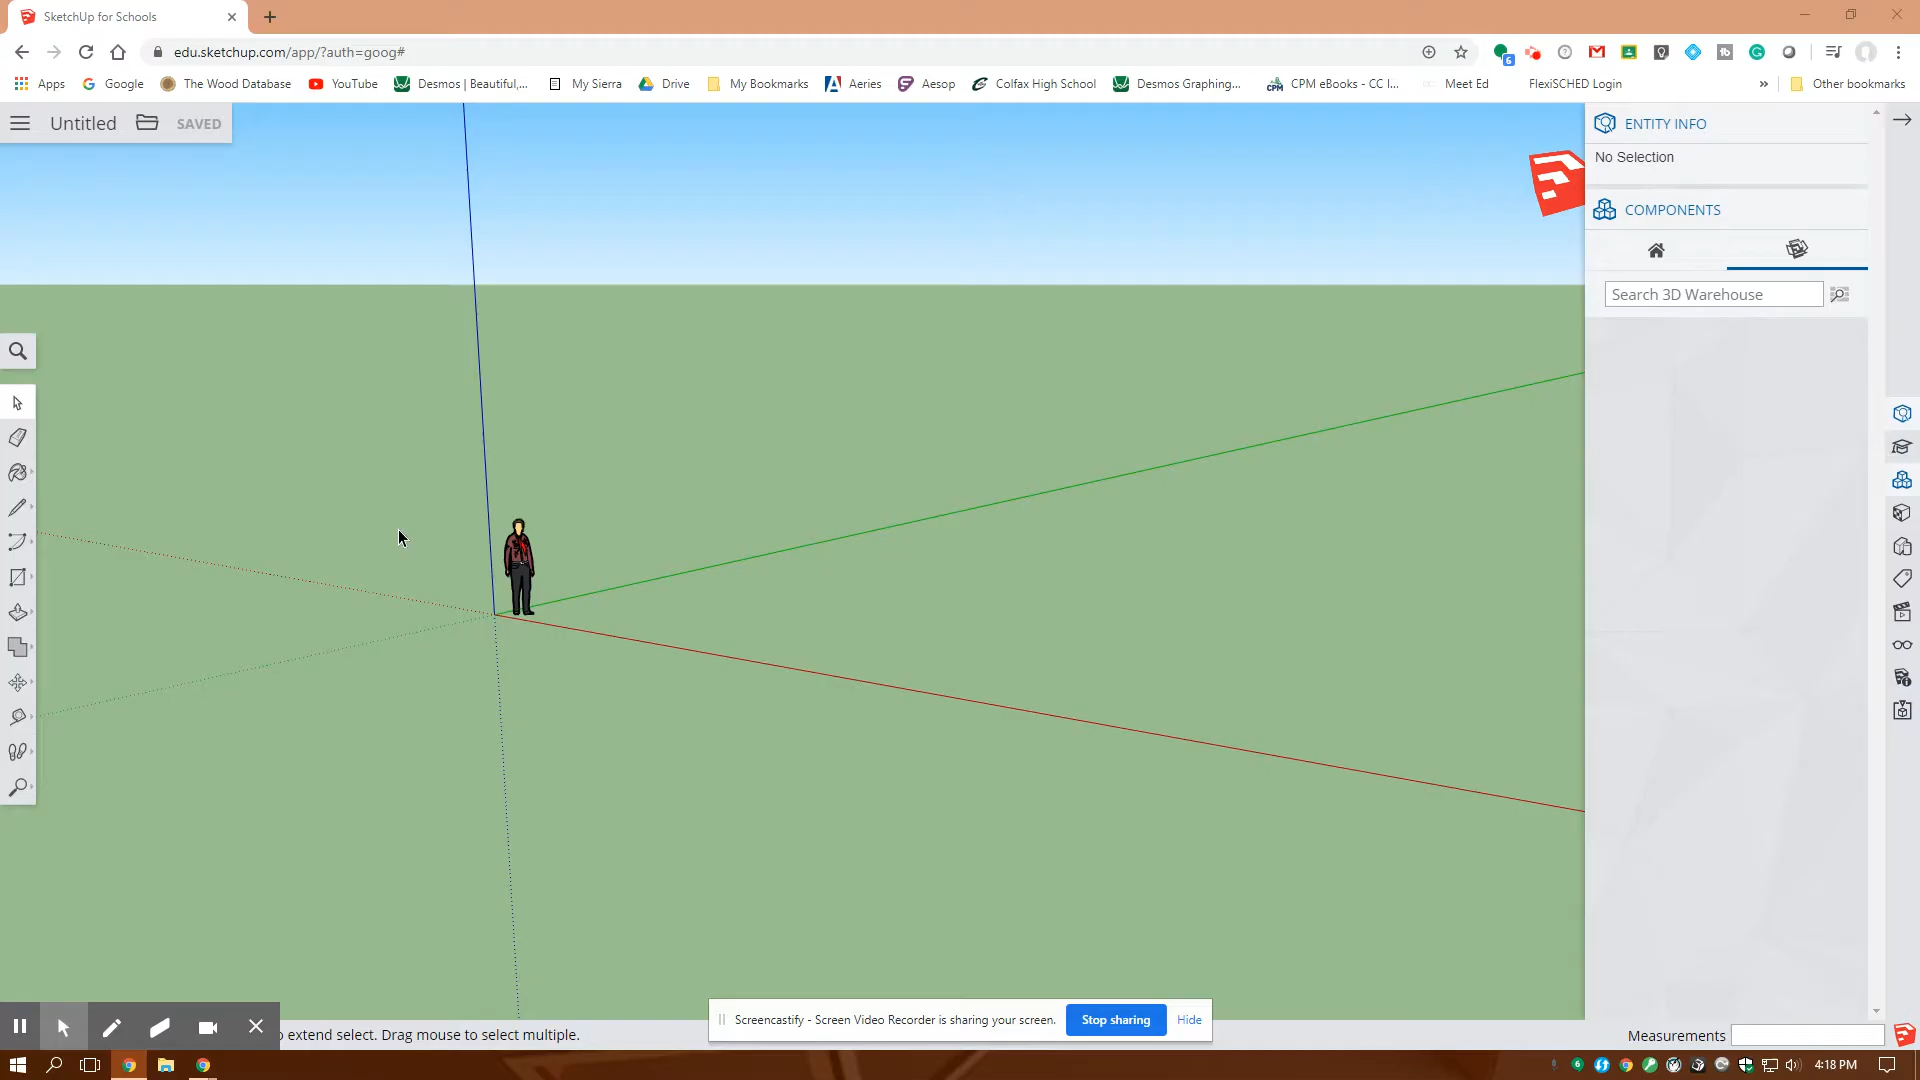 SketchUp for Schools
edu.sketchup.com/app/?auth=goog#
6
Apps Google The Wood Database YouTube Desmos | Beautiful,... My Sierra Drive My Bookmarks Aeries Aesop Colfax High School Desmos Graphing... CPM eBooks - CC I... Meet Ed FlexiSCHED Login » Other bookmarks
Untitled SAVED
ENTITY INFO
No Selection
COMPONENTS
Search 3D Warehouse
o extend select. Drag mouse to select multiple.
Screencastify - Screen Video Recorder is sharing your screen. Stop sharing Hide
Measurements
4:18 PM